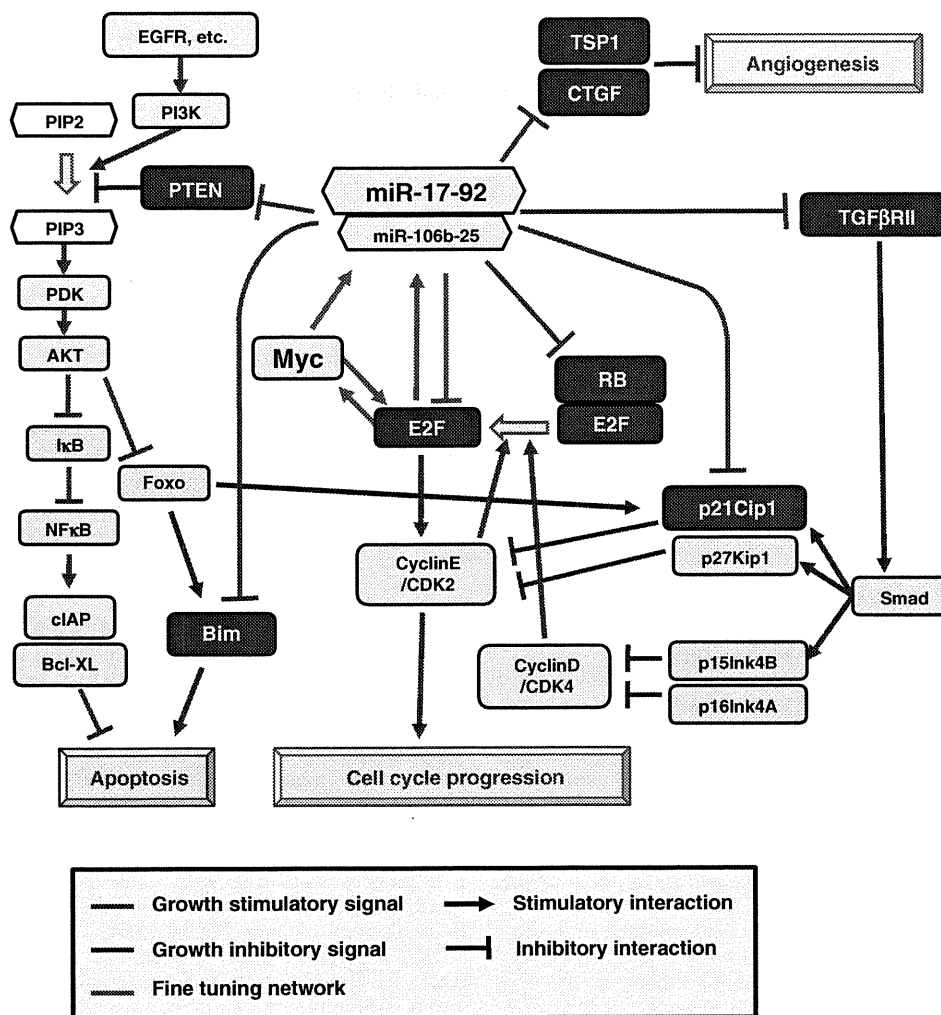 EGFR, etc.
TSP1
Angiogenesis
CTGF
PI3K
PIP2
PTEN
miR-17-92
miR-106b-25
TGFβRII
PIP3
PDK
AKT
Myc
RB
E2F
E2F
IκB
Foxo
p21Cip1
NFκB
CyclinE
/CDK2
p27Kip1
Smad
cIAP
Bim
Bcl-XL
CyclinD
/CDK4
p15Ink4B
p16Ink4A
Apoptosis
Cell cycle progression
Growth stimulatory signal
Stimulatory interaction
Growth inhibitory signal
Inhibitory interaction
Fine tuning network